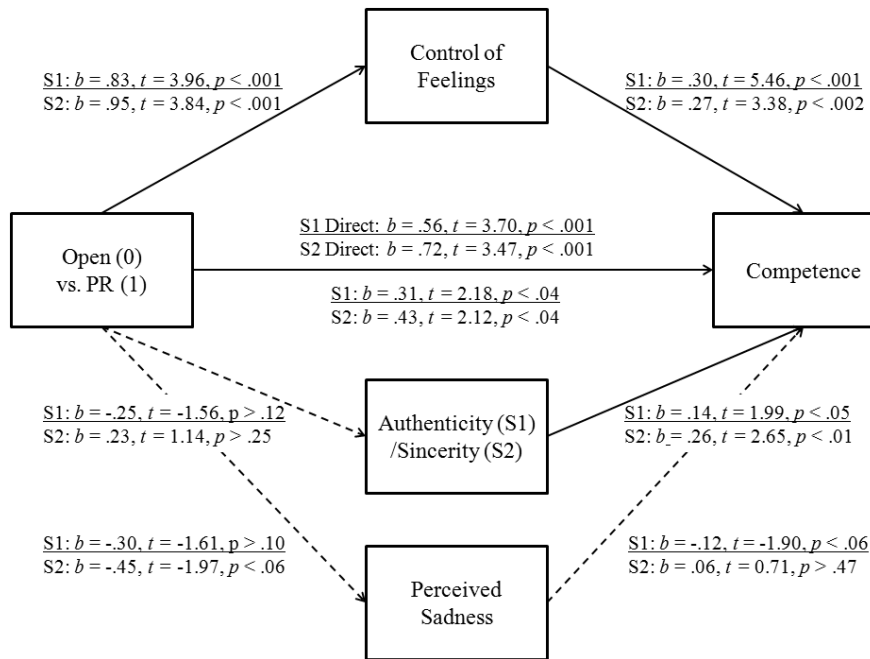 Control of
Feelings
S1: b = .83, t = 3.96, p < .001
S2: b = .95, t = 3.84, p < .001
S1: b = .30, t = 5.46, p < .001
S2: b = .27, t = 3.38, p < .002
Open (0)
vs. PR (1)
S1 Direct: b = .56, t = 3.70, p < .001
S2 Direct: b = .72, t = 3.47, p < .001
S1: b = .31, t = 2.18, p < .04
S2: b = .43, t = 2.12, p < .04
Competence
S1: b = -.25, t = -1.56, p > .12
S2: b = .23, t = 1.14, p > .25
Authenticity (S1)
/Sincerity (S2)
S1: b = .14, t = 1.99, p < .05
S2: b = .26, t = 2.65, p < .01
S1: b = -.30, t = -1.61, p > .10
S2: b = -.45, t = -1.97, p < .06
Perceived
Sadness
S1: b = -.12, t = -1.90, p < .06
S2: b = .06, t = 0.71, p > .47